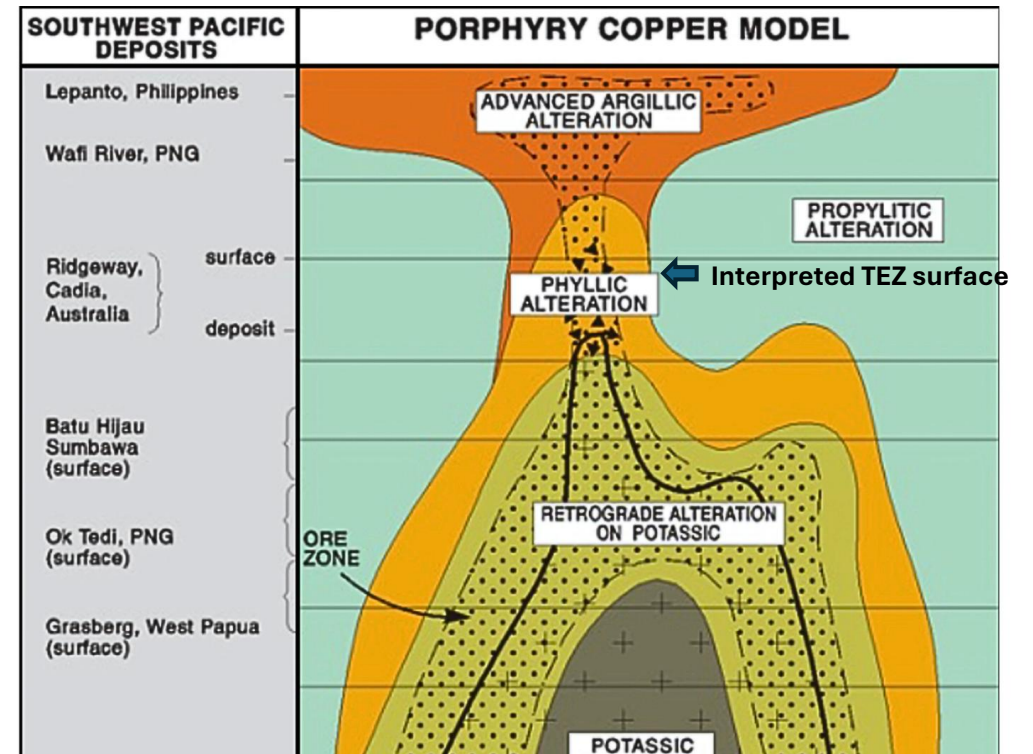 SOUTHWEST PACIFIC
DEPOSITS
PORPHYRY COPPER MODEL
Lepanto, Philippines
Wafi River, PNG
surface
Ridgeway,
Cadia,
Australia
deposit
Batu Hijau
Sumbawa
(surface)
Ok Tedi, PNG
(surface)
Grasberg, West Papua
(surface)
ADVANCED ARGILLIC
ALTERATION
PROPYLITIC
ALTERATION
Interpreted TEZ surface
PHYLLIC
ALTERATION
RETROGRADE ALTERATION
ON POTASSIC
ORE
ZONE
POTASSIC